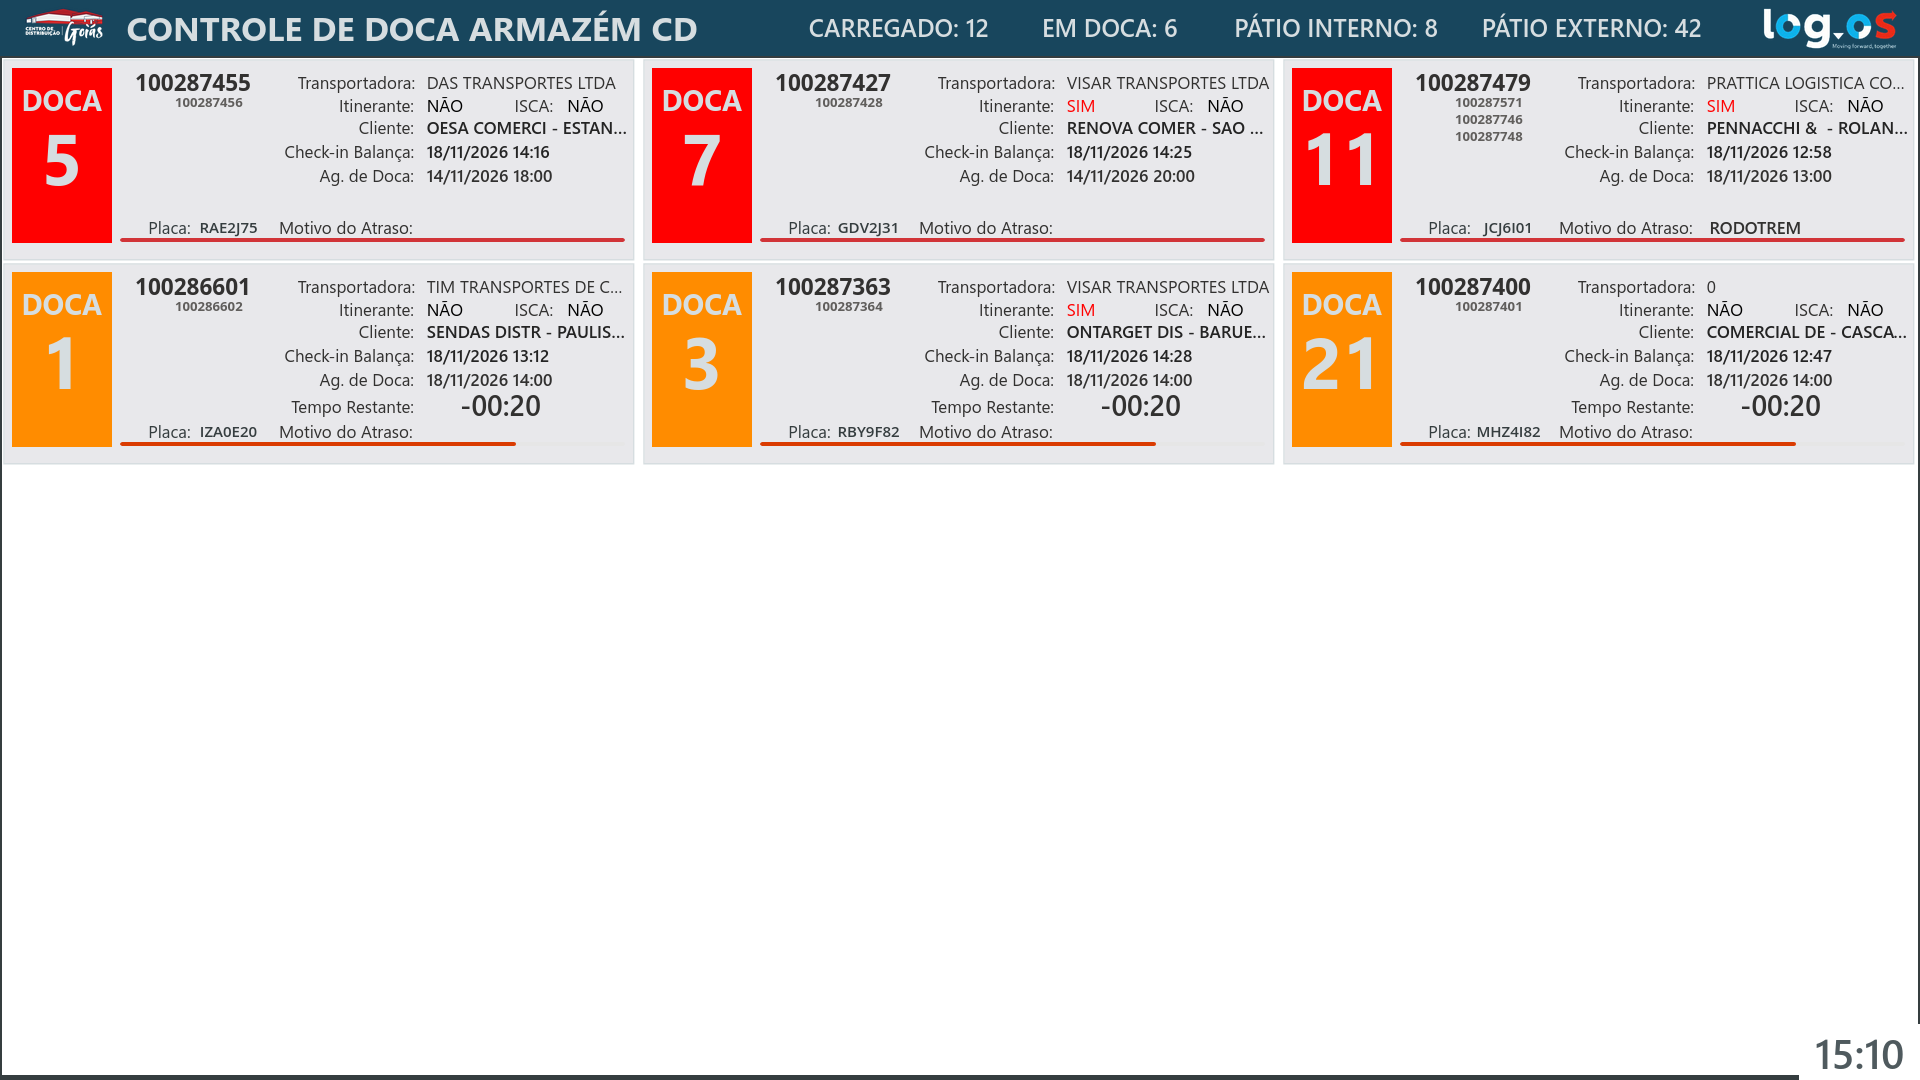 CENTRO DE DISTRIBUIÇÃO Goiás
CONTROLE DE DOCA ARMAZÉM CD
CARREGADO: 12
EM DOCA: 6
PÁTIO INTERNO: 8
PÁTIO EXTERNO: 42
log.os
Moving forward, together
DOCA
5
100287455
100287456
Transportadora: DAS TRANSPORTES LTDA
Itinerante: NÃO ISCA: NÃO
Cliente: OESA COMERCI - ESTAN...
Check-in Balança: 18/11/2026 14:16
Ag. de Doca: 14/11/2026 18:00
Placa: RAE2J75 Motivo do Atraso:
DOCA
7
100287427
100287428
Transportadora: VISAR TRANSPORTES LTDA
Itinerante: SIM ISCA: NÃO
Cliente: RENOVA COMER - SAO ...
Check-in Balança: 18/11/2026 14:25
Ag. de Doca: 14/11/2026 20:00
Placa: GDV2J31 Motivo do Atraso:
DOCA
11
100287479
100287571
100287746
100287748
Transportadora: PRATTICA LOGISTICA CO...
Itinerante: SIM ISCA: NÃO
Cliente: PENNACCHI & - ROLAN...
Check-in Balança: 18/11/2026 12:58
Ag. de Doca: 18/11/2026 13:00
Placa: JCJ6I01 Motivo do Atraso: RODOTREM
DOCA
1
100286601
100286602
Transportadora: TIM TRANSPORTES DE C...
Itinerante: NÃO ISCA: NÃO
Cliente: SENDAS DISTR - PAULIS...
Check-in Balança: 18/11/2026 13:12
Ag. de Doca: 18/11/2026 14:00
Tempo Restante: -00:20
Placa: IZA0E20 Motivo do Atraso:
DOCA
3
100287363
100287364
Transportadora: VISAR TRANSPORTES LTDA
Itinerante: SIM ISCA: NÃO
Cliente: ONTARGET DIS - BARUE...
Check-in Balança: 18/11/2026 14:28
Ag. de Doca: 18/11/2026 14:00
Tempo Restante: -00:20
Placa: RBY9F82 Motivo do Atraso:
DOCA
21
100287400
100287401
Transportadora: 0
Itinerante: NÃO ISCA: NÃO
Cliente: COMERCIAL DE - CASCA...
Check-in Balança: 18/11/2026 12:47
Ag. de Doca: 18/11/2026 14:00
Tempo Restante: -00:20
Placa: MHZ4I82 Motivo do Atraso:
15:10